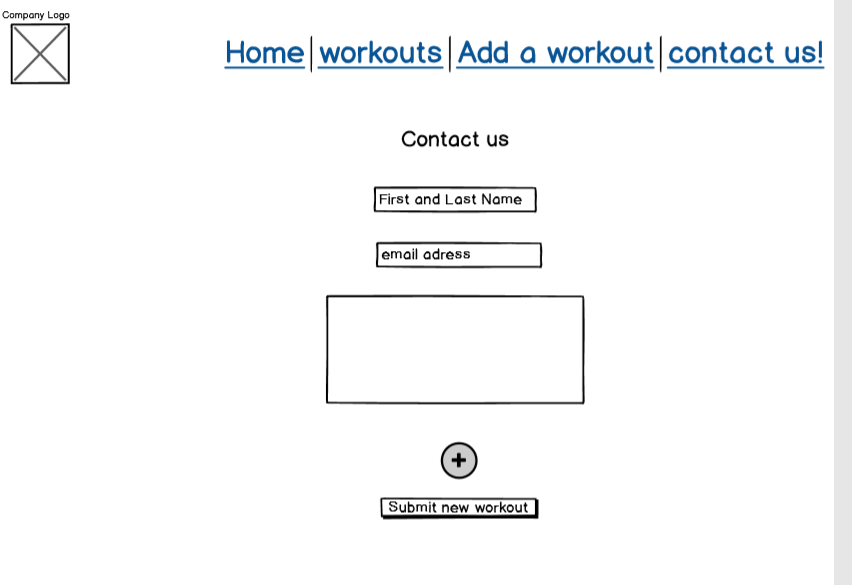 Company Logo
Home workouts Add a workout contact us!
Contact us
First and Last Name
email adress
+
Submit new workout